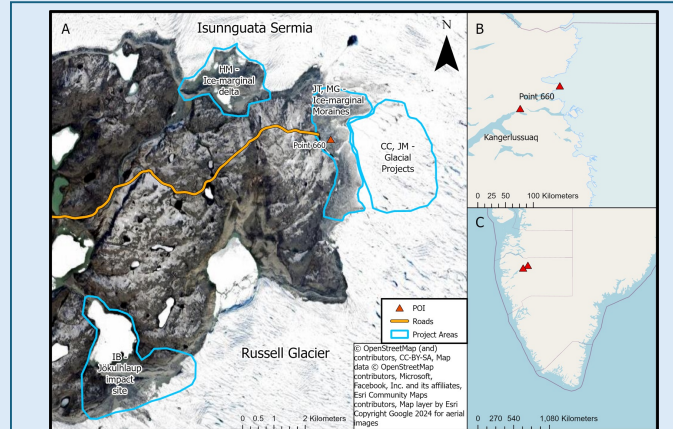 A
Isunnguata Sermia
N
HM -
Ice-marginal
delta
JT, MG -
Ice-marginal
Moraines
Point 660
CC, JM -
Glacial
Projects
IB -
Jökulhlaup
impact
site
Russell Glacier
POI
Roads
Project Areas
0 0.5 1 2 Kilometers
© OpenStreetMap (and)
contributors, CC-BY-SA, Map
data © OpenStreetMap
contributors, Microsoft,
Facebook, Inc. and its affiliates,
Esri Community Maps
contributors, Map layer by Esri
Copyright Google 2024 for aerial
images
B
Point 660
Kangerlussuaq
0 25 50 100 Kilometers
C
0 270 540 1,080 Kilometers